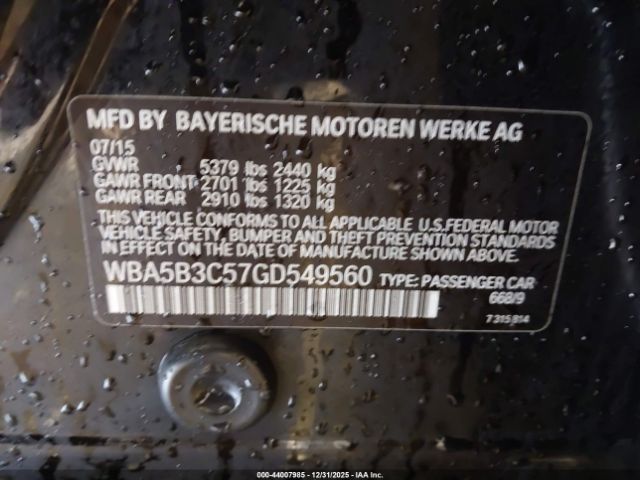 MFD BY BAYERISCHE MOTOREN WERKE AG
07/15
GVWR 5379 lbs 2440 kg
GAWR FRONT 2701 lbs 1225 kg
GAWR REAR 2910 lbs 1320 kg
THIS VEHICLE CONFORMS TO ALL APPLICABLE U.S.FEDERAL MOTOR
VEHICLE SAFETY, BUMPER AND THEFT PREVENTION STANDARDS IN
EFFECT ON THE DATE OF MANUFACTURE SHOWN ABOVE.
WBA5B3C57GD549560 TYPE: PASSENGER CAR
668/9
7 315 814
000-44007985 - 12/31/2025 - IAA Inc.